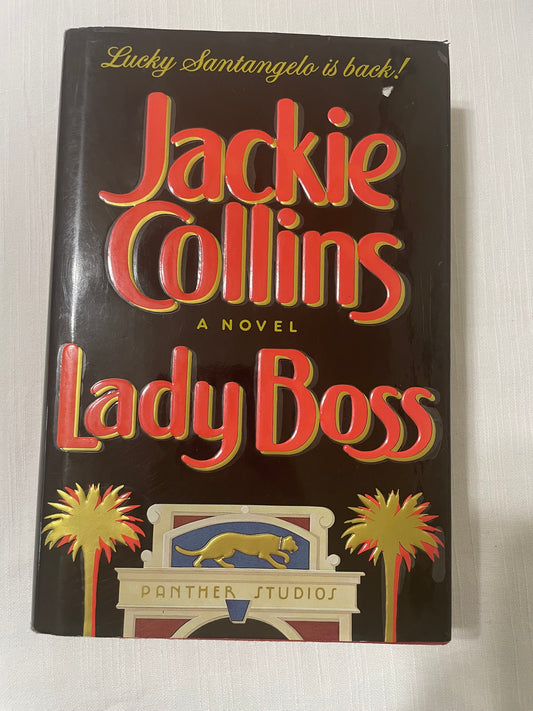 Lucky Santangelo is back!
Jackie
Collins
A NOVEL
Lady Boss
PANTHER STUDIOS